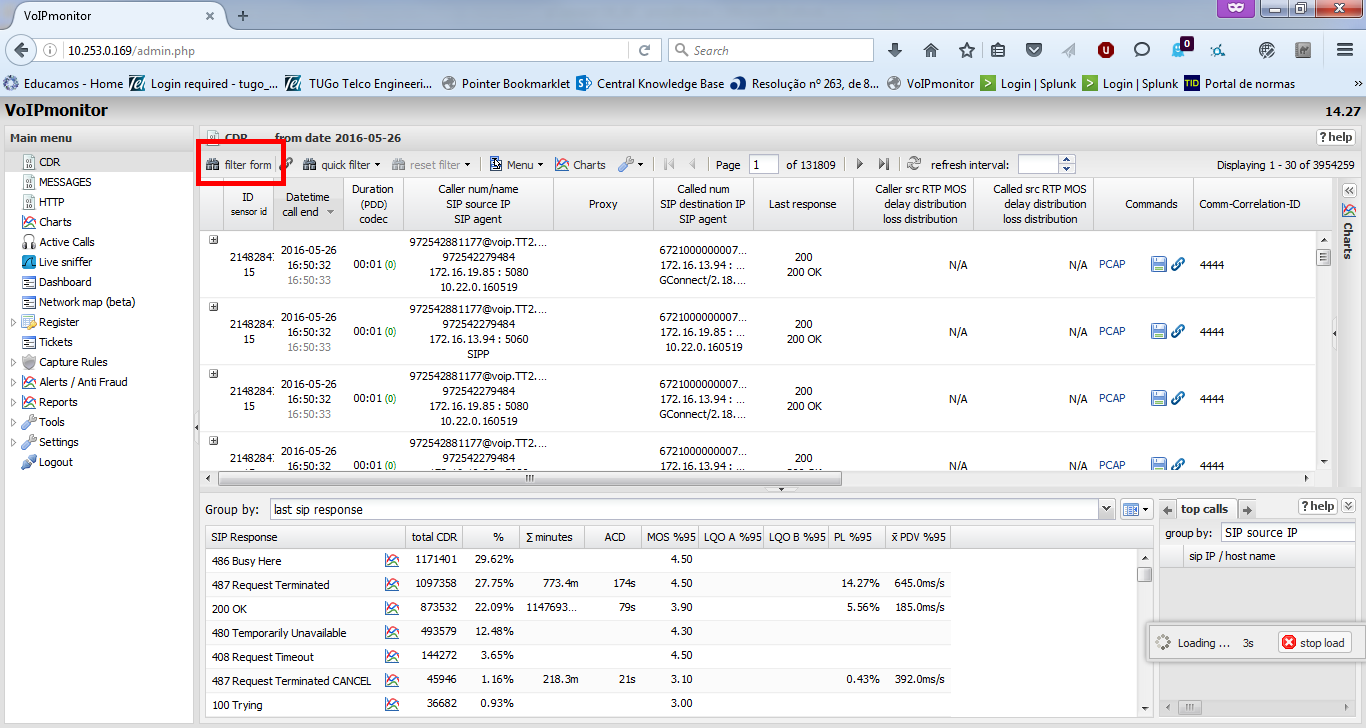 VoIPmonitor
10.253.0.169/admin.php
Search
0
Educamos - Home
Login required - tugo_...
TUGo Telco Engineeri...
Pointer Bookmarklet
Central Knowledge Base
Resolução nº 263, de 8...
VoIPmonitor
Login | Splunk
Login | Splunk
TID
Portal de normas
VoIPmonitor
14.27
Main menu
CDR
MESSAGES
HTTP
Charts
Active Calls
Live sniffer
Dashboard
Network map (beta)
Register
Tickets
Capture Rules
Alerts / Anti Fraud
Reports
Tools
Settings
Logout
CDR from date 2016-05-26
? help
filter form
quick filter
reset filter
Menu
Charts
Page 1 of 131809
refresh interval:
Displaying 1 - 30 of 3954259
ID
sensor id
Datetime
call end
Duration
(PDD)
codec
Caller num/name
SIP source IP
SIP agent
Proxy
Called num
SIP destination IP
SIP agent
Last response
Caller src RTP MOS
delay distribution
loss distribution
Called src RTP MOS
delay distribution
loss distribution
Commands
Comm-Correlation-ID
Charts
2148284
15
2016-05-26
16:50:32
16:50:33
00:01 (0)
972542881177@voip.TT2....
972542279484
172.16.19.85 : 5080
10.22.0.160519
6721000000007...
172.16.13.94 : ...
GConnect/2.18....
200
200 OK
N/A
N/A
PCAP
4444
2148284
15
2016-05-26
16:50:32
16:50:33
00:01 (0)
972542881177@voip.TT2....
972542279484
172.16.13.94 : 5060
SIPP
6721000000007...
172.16.19.85 : ...
10.22.0.160519
200
200 OK
N/A
N/A
PCAP
4444
2148284
15
2016-05-26
16:50:32
16:50:33
00:01 (0)
972542881177@voip.TT2....
972542279484
172.16.19.85 : 5080
10.22.0.160519
6721000000007...
172.16.13.94 : ...
GConnect/2.18....
200
200 OK
N/A
N/A
PCAP
4444
2148284
15
2016-05-26
16:50:32
00:01 (0)
972542881177@voip.TT2....
972542279484
6721000000007...
172.16.13.94 : ...
200
200 OK
N/A
N/A
PCAP
4444
Group by: last sip response
top calls
? help
SIP Response total CDR % Σ minutes ACD MOS %95 LQO A %95 LQO B %95 PL %95 x̄ PDV %95
486 Busy Here 1171401 29.62% 4.50
487 Request Terminated 1097358 27.75% 773.4m 174s 4.50 14.27% 645.0ms/s
200 OK 873532 22.09% 1147693... 79s 3.90 5.56% 185.0ms/s
480 Temporarily Unavailable 493579 12.48% 4.30
408 Request Timeout 144272 3.65% 4.50
487 Request Terminated CANCEL 45946 1.16% 218.3m 21s 3.10 0.43% 392.0ms/s
100 Trying 36682 0.93% 3.00
group by: SIP source IP
sip IP / host name
Loading ... 3s
stop load